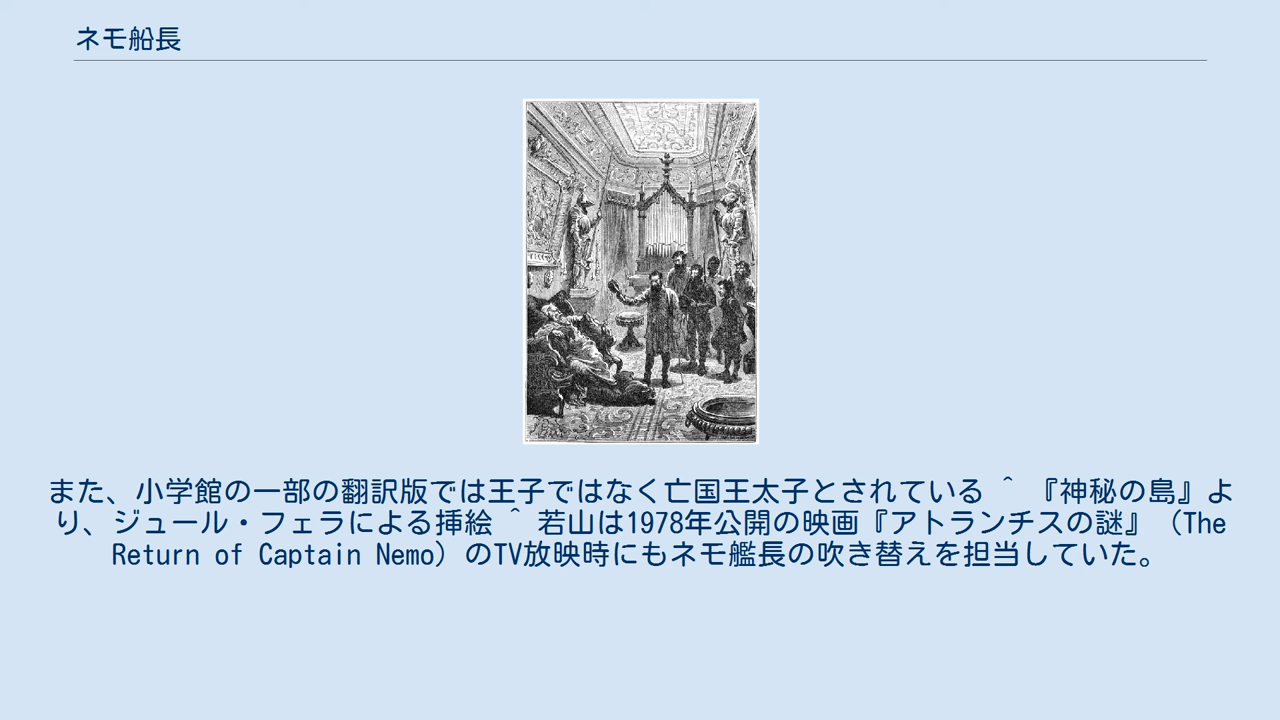 ネモ船長
また、小学館の一部の翻訳版では王子ではなく亡国王太子とされている ^ 『神秘の島』よ
り、ジュール・フェラによる挿絵 ^ 若山は1978年公開の映画『アトランチスの謎』（The
Return of Captain Nemo）のTV放映時にもネモ艦長の吹き替えを担当していた。